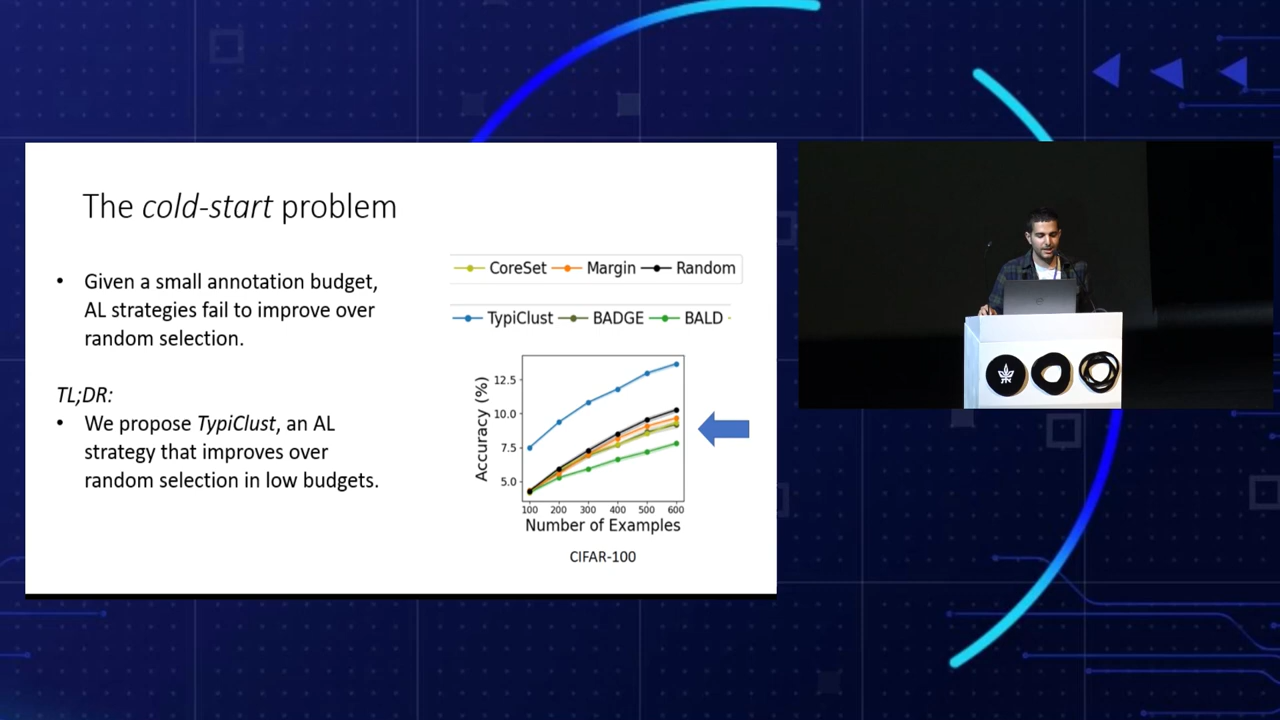 The cold-start problem
• Given a small annotation budget,
AL strategies fail to improve over
random selection.
TL;DR:
• We propose TypiClust, an AL
strategy that improves over
random selection in low budgets.
CoreSet Margin Random
TypiClust BADGE BALD
Accuracy (%)
12.5
10.0
7.5
5.0
100 200 300 400 500 600
Number of Examples
CIFAR-100